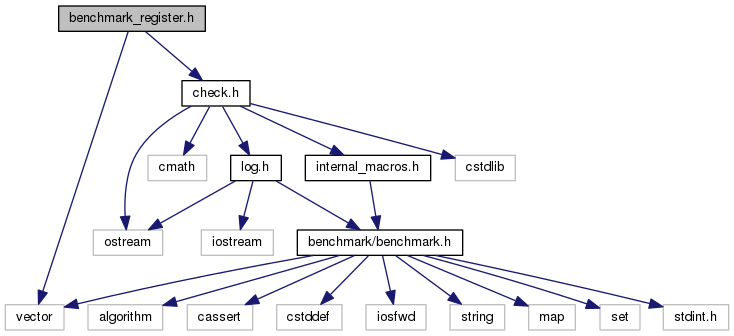 benchmark_register.h
check.h
cmath
log.h
internal_macros.h
cstdlib
ostream
iostream
benchmark/benchmark.h
vector
algorithm
cassert
cstddef
iosfwd
string
map
set
stdint.h